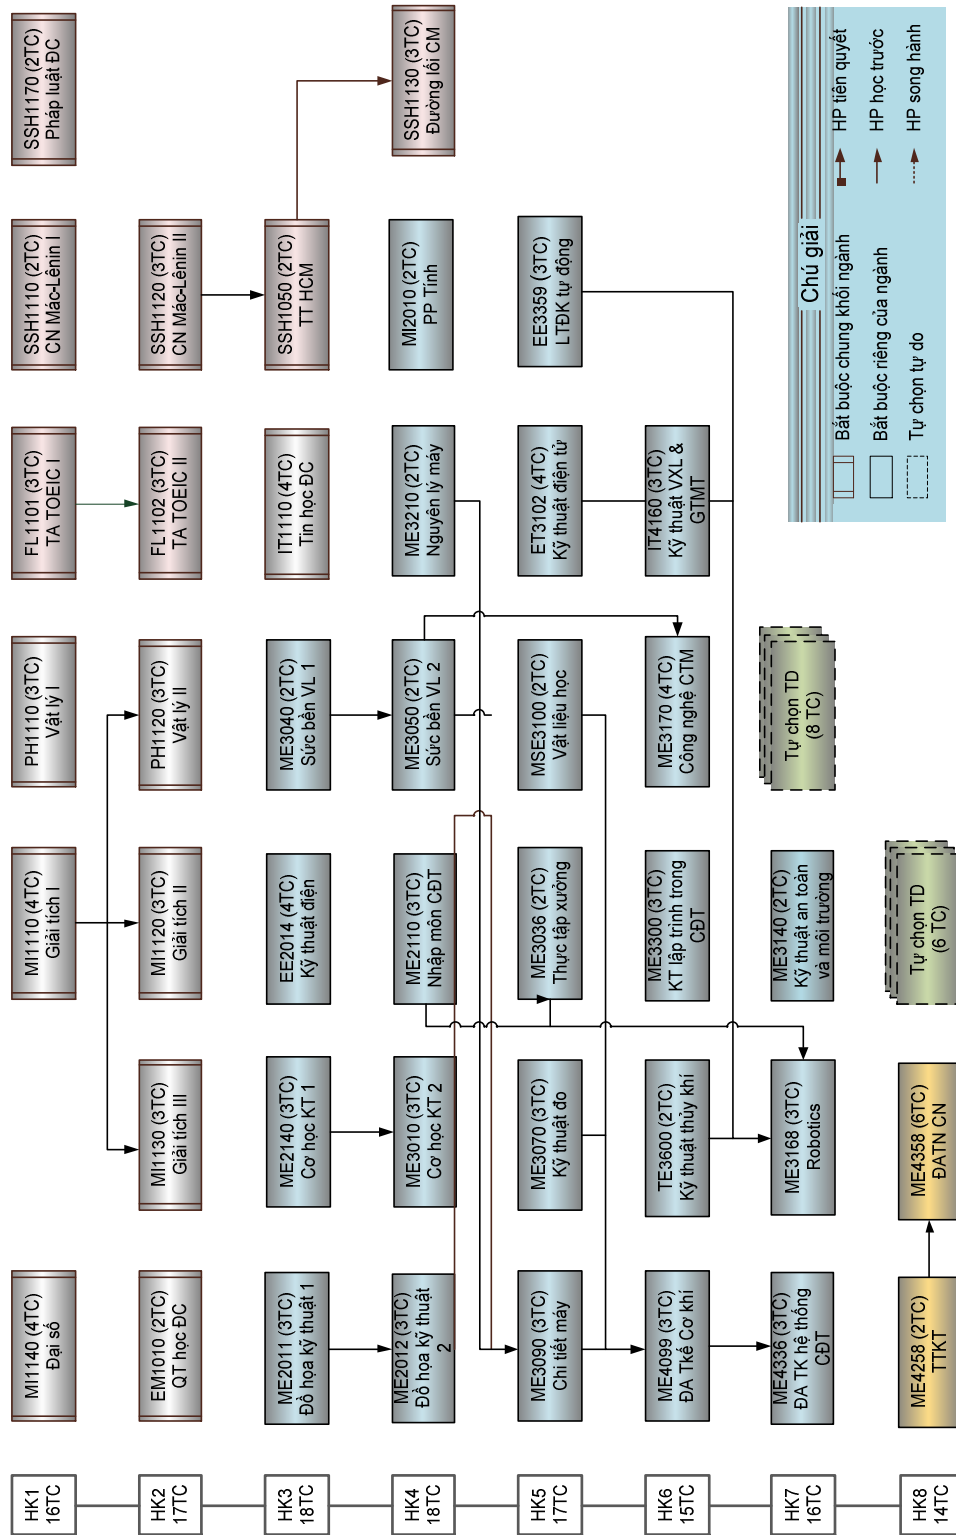 HK1
16TC
MI1140 (4TC)
Đại số
MI1110 (4TC)
Giải tích I
PH1110 (3TC)
Vật lý I
FL1101 (3TC)
TA TOEIC I
SSH1110 (2TC)
CN Mác-Lênin I
SSH1170 (2TC)
Pháp luật ĐC
HK2
17TC
EM1010 (2TC)
QT học ĐC
MI1130 (3TC)
Giải tích III
MI1120 (3TC)
Giải tích II
PH1120 (3TC)
Vật lý II
FL1102 (3TC)
TA TOEIC II
SSH1120 (3TC)
CN Mác-Lênin II
HK3
18TC
ME2011 (3TC)
Đồ họa kỹ thuật 1
ME2140 (3TC)
Cơ học KT 1
EE2014 (4TC)
Kỹ thuật điện
ME3040 (2TC)
Sức bền VL 1
IT1110 (4TC)
Tin học ĐC
SSH1050 (2TC)
TT HCM
HK4
18TC
ME2012 (3TC)
Đồ họa kỹ thuật
2
ME3010 (3TC)
Cơ học KT 2
ME2110 (3TC)
Nhập môn CĐT
ME3050 (2TC)
Sức bền VL 2
ME3210 (2TC)
Nguyên lý máy
MI2010 (2TC)
PP Tính
SSH1130 (3TC)
Đường lối CM
HK5
17TC
ME3090 (3TC)
Chi tiết máy
ME3070 (3TC)
Kỹ thuật đo
ME3036 (2TC)
Thực tập xưởng
MSE3100 (2TC)
Vật liệu học
ET3102 (4TC)
Kỹ thuật điện tử
EE3359 (3TC)
LTĐK tự động
HK6
15TC
ME4099 (3TC)
ĐA Tkế Cơ khí
TE3600 (2TC)
Kỹ thuật thủy khí
ME3300 (3TC)
KT lập trình trong
CĐT
ME3170 (4TC)
Công nghệ CTM
IT4160 (3TC)
Kỹ thuật VXL &
GTMT
HK7
16TC
ME4336 (3TC)
ĐA TK hệ thống
CĐT
ME3168 (3TC)
Robotics
ME3140 (2TC)
Kỹ thuật an toàn
và môi trường
Tự chọn TD
(8 TC)
HK8
14TC
ME4258 (2TC)
TTKT
ME4358 (6TC)
ĐATN CN
Tự chọn TD
(6 TC)
Chú giải
Bắt buộc chung khối ngành
HP tiên quyết
Bắt buộc riêng của ngành
HP học trước
Tự chọn tự do
HP song hành